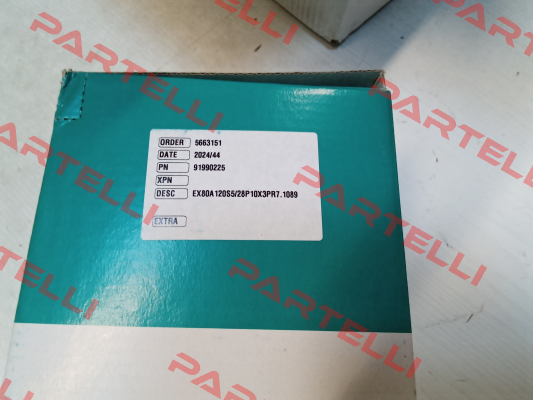 PARTELLI
PARTELLI
PARTELLI
PARTELLI
PARTELLI
PARTELLI
ORDER 5663151
DATE 2024/44
PN 91990225
XPN
DESC EX80A120S5/28P10X3PR7.1089
EXTRA